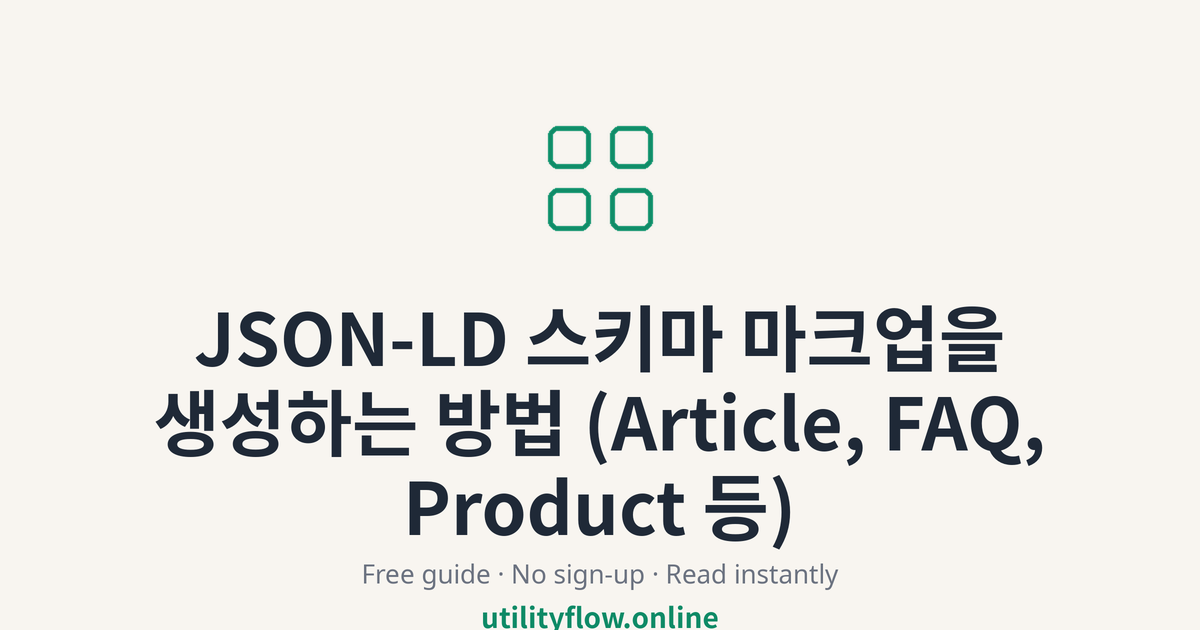 JSON-LD 스키마 마크업을
생성하는 방법 (Article, FAQ,
Product 등)
Free guide · No sign-up · Read instantly
utilityflow.online